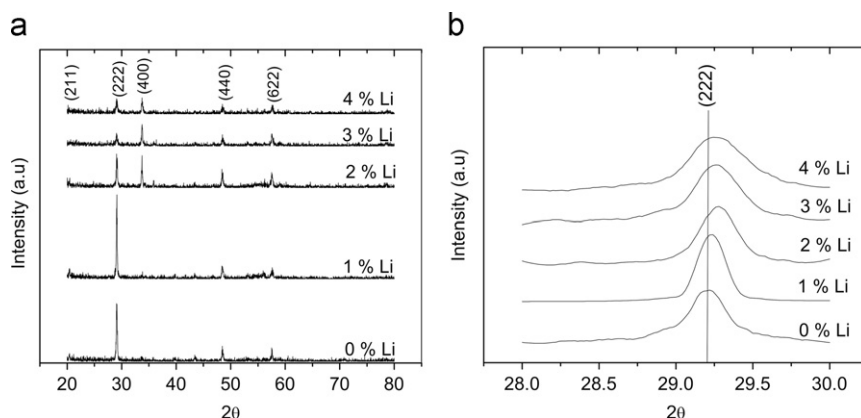 a
(211)
(222)
(400)
(440)
(622)
4 % Li
3 % Li
2 % Li
1 % Li
0 % Li
Intensity (a.u)
20 30 40 50 60 70 80
2θ
b
(222)
4 % Li
3 % Li
2 % Li
1 % Li
0 % Li
Intensity (a.u)
28.0 28.5 29.0 29.5 30.0
2θ